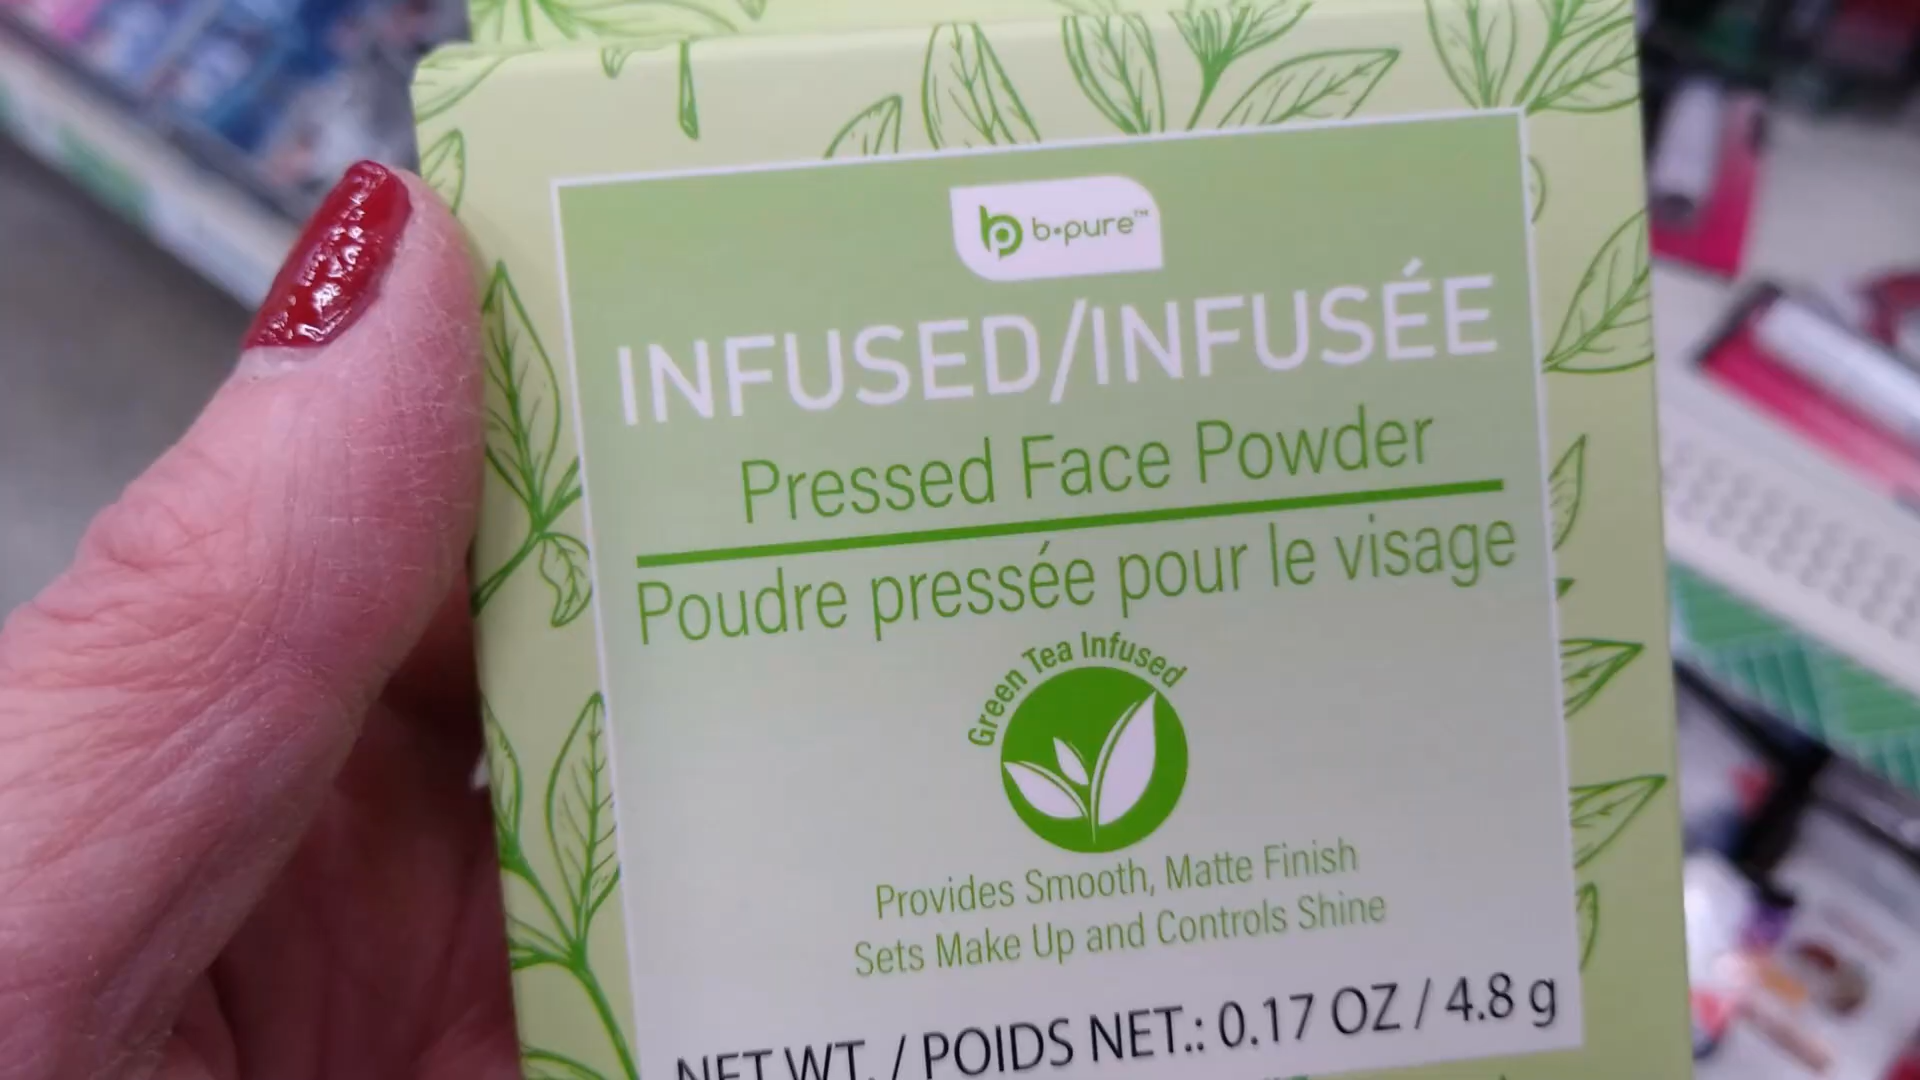 b•pure™
INFUSED/INFUSÉE
Pressed Face Powder
Poudre pressée pour le visage
Green Tea Infused
Provides Smooth, Matte Finish
Sets Make Up and Controls Shine
NET WT. / POIDS NET.: 0.17 OZ / 4.8 g